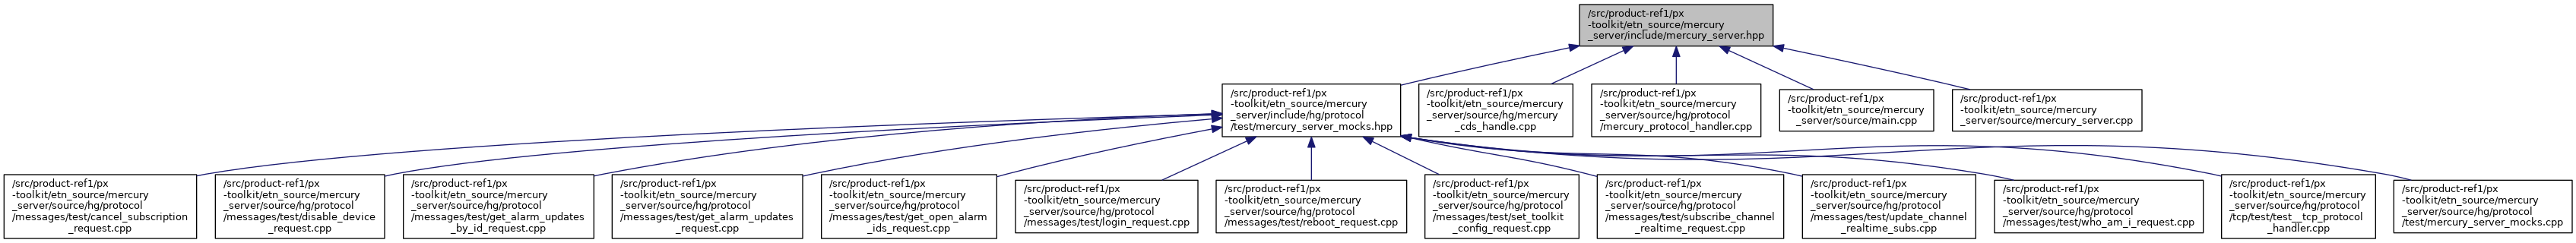 /src/product-ref1/px
-toolkit/etn_source/mercury
_server/include/mercury_server.hpp
/src/product-ref1/px
-toolkit/etn_source/mercury
_server/include/hg/protocol
/test/mercury_server_mocks.hpp
/src/product-ref1/px
-toolkit/etn_source/mercury
_server/source/hg/mercury
_cds_handle.cpp
/src/product-ref1/px
-toolkit/etn_source/mercury
_server/source/hg/protocol
/mercury_protocol_handler.cpp
/src/product-ref1/px
-toolkit/etn_source/mercury
_server/source/main.cpp
/src/product-ref1/px
-toolkit/etn_source/mercury
_server/source/mercury_server.cpp
/src/product-ref1/px
-toolkit/etn_source/mercury
_server/source/hg/protocol
/messages/test/cancel_subscription
_request.cpp
/src/product-ref1/px
-toolkit/etn_source/mercury
_server/source/hg/protocol
/messages/test/disable_device
_request.cpp
/src/product-ref1/px
-toolkit/etn_source/mercury
_server/source/hg/protocol
/messages/test/get_alarm_updates
_by_id_request.cpp
/src/product-ref1/px
-toolkit/etn_source/mercury
_server/source/hg/protocol
/messages/test/get_alarm_updates
_request.cpp
/src/product-ref1/px
-toolkit/etn_source/mercury
_server/source/hg/protocol
/messages/test/get_open_alarm
_ids_request.cpp
/src/product-ref1/px
-toolkit/etn_source/mercury
_server/source/hg/protocol
/messages/test/login_request.cpp
/src/product-ref1/px
-toolkit/etn_source/mercury
_server/source/hg/protocol
/messages/test/reboot_request.cpp
/src/product-ref1/px
-toolkit/etn_source/mercury
_server/source/hg/protocol
/messages/test/set_toolkit
_config_request.cpp
/src/product-ref1/px
-toolkit/etn_source/mercury
_server/source/hg/protocol
/messages/test/subscribe_channel
_realtime_request.cpp
/src/product-ref1/px
-toolkit/etn_source/mercury
_server/source/hg/protocol
/messages/test/update_channel
_realtime_subs.cpp
/src/product-ref1/px
-toolkit/etn_source/mercury
_server/source/hg/protocol
/messages/test/who_am_i_request.cpp
/src/product-ref1/px
-toolkit/etn_source/mercury
_server/source/hg/protocol
/tcp/test/test__tcp_protocol
_handler.cpp
/src/product-ref1/px
-toolkit/etn_source/mercury
_server/source/hg/protocol
/test/mercury_server_mocks.cpp